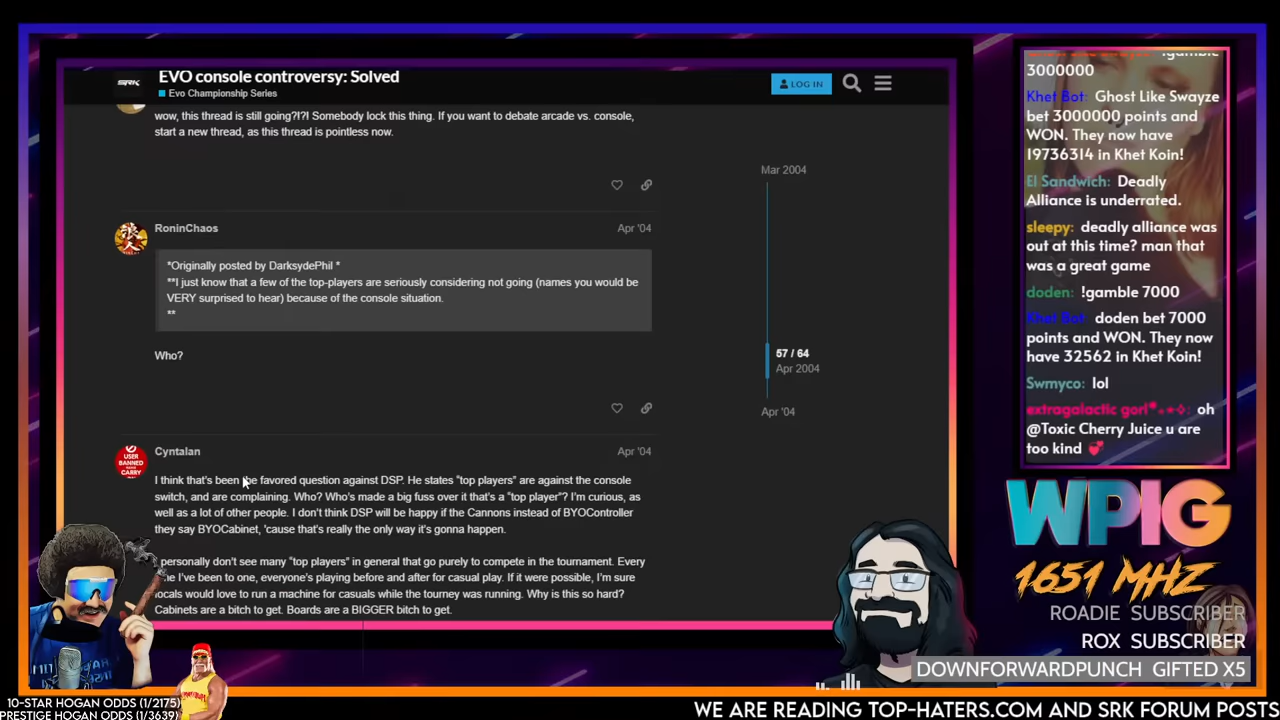 SRK
EVO console controversy: Solved
Evo Championship Series
LOG IN
wow, this thread is still going?!?! Somebody lock this thing. If you want to debate arcade vs. console,
start a new thread, as this thread is pointless now.
RoninChaos
Apr '04
*Originally posted by DarksydePhil *
**I just know that a few of the top-players are seriously considering not going (names you would be
VERY surprised to hear) because of the console situation.
**
Who?
Cyntalan
Apr '04
USER
BANNED
CARRY
I think that's been the favored question against DSP. He states "top players" are against the console
switch, and are complaining. Who? Who's made a big fuss over it that's a "top player"? I'm curious, as
well as a lot of other people. I don't think DSP will be happy if the Cannons instead of BYOController
they say BYOCabinet, 'cause that's really the only way it's gonna happen.
personally don't see many "top players" in general that go purely to compete in the tournament. Every
I've been to one, everyone's playing before and after for casual play. If it were possible, I'm sure
locals would love to run a machine for casuals while the tourney was running. Why is this so hard?
Cabinets are a bitch to get. Boards are a BIGGER bitch to get.
Mar 2004
57 / 64
Apr 2004
Apr '04
3000000
Khet Bot: Ghost Like Swayze
bet 3000000 points and
WON. They now have
19736314 in Khet Koin!
El Sandwich: Deadly
Alliance is underrated.
sleepy: deadly alliance was
out at this time? man that
was a great game
doden: !gamble 7000
Khet Bot: doden bet 7000
points and WON. They now
have 32562 in Khet Koin!
Swmyco: lol
extragalactic gorl*₊⋆✧: oh
@Toxic Cherry Juice u are
too kind 💞
WPIG
1651 MHZ
ROADIE SUBSCRIBER
ROX SUBSCRIBER
DOWNFORWARDPUNCH GIFTED X5
10-STAR HOGAN ODDS (1/2175)
PRESTIGE HOGAN ODDS (1/3639)
WE ARE READING TOP-HATERS.COM AND SRK FORUM POSTS